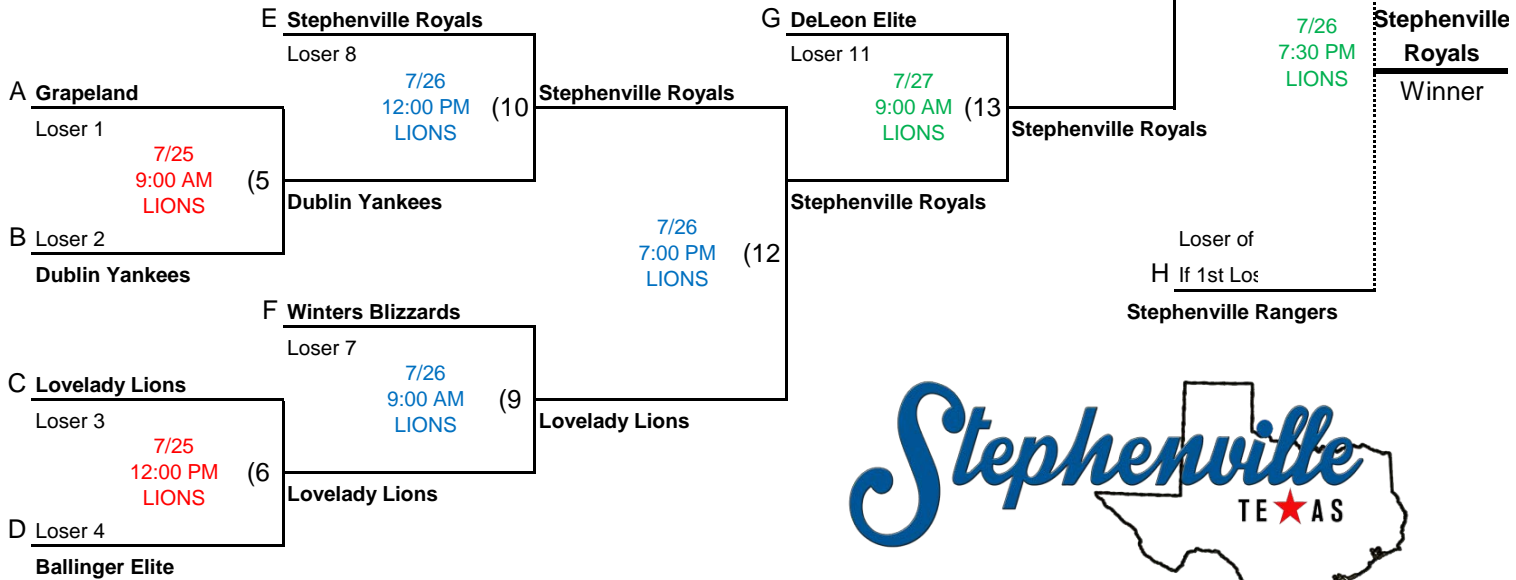 E Stephenville Royals
Loser 8
7/26
12:00 PM
LIONS
(10
A Grapeland
Loser 1
7/25
9:00 AM
LIONS
(5
B Loser 2
Dublin Yankees
Dublin Yankees
Stephenville Royals
F Winters Blizzards
Loser 7
7/26
9:00 AM
LIONS
(9
C Lovelady Lions
Loser 3
7/25
12:00 PM
LIONS
(6
D Loser 4
Ballinger Elite
Lovelady Lions
Lovelady Lions
7/26
7:00 PM
LIONS
(12
G DeLeon Elite
Loser 11
7/27
9:00 AM
LIONS
(13
Stephenville Royals
Stephenville Royals
7/26
7:30 PM
LIONS
Stephenville
Royals
Winner
Loser of
H If 1st Los
Stephenville Rangers
Stephenville
TEXAS